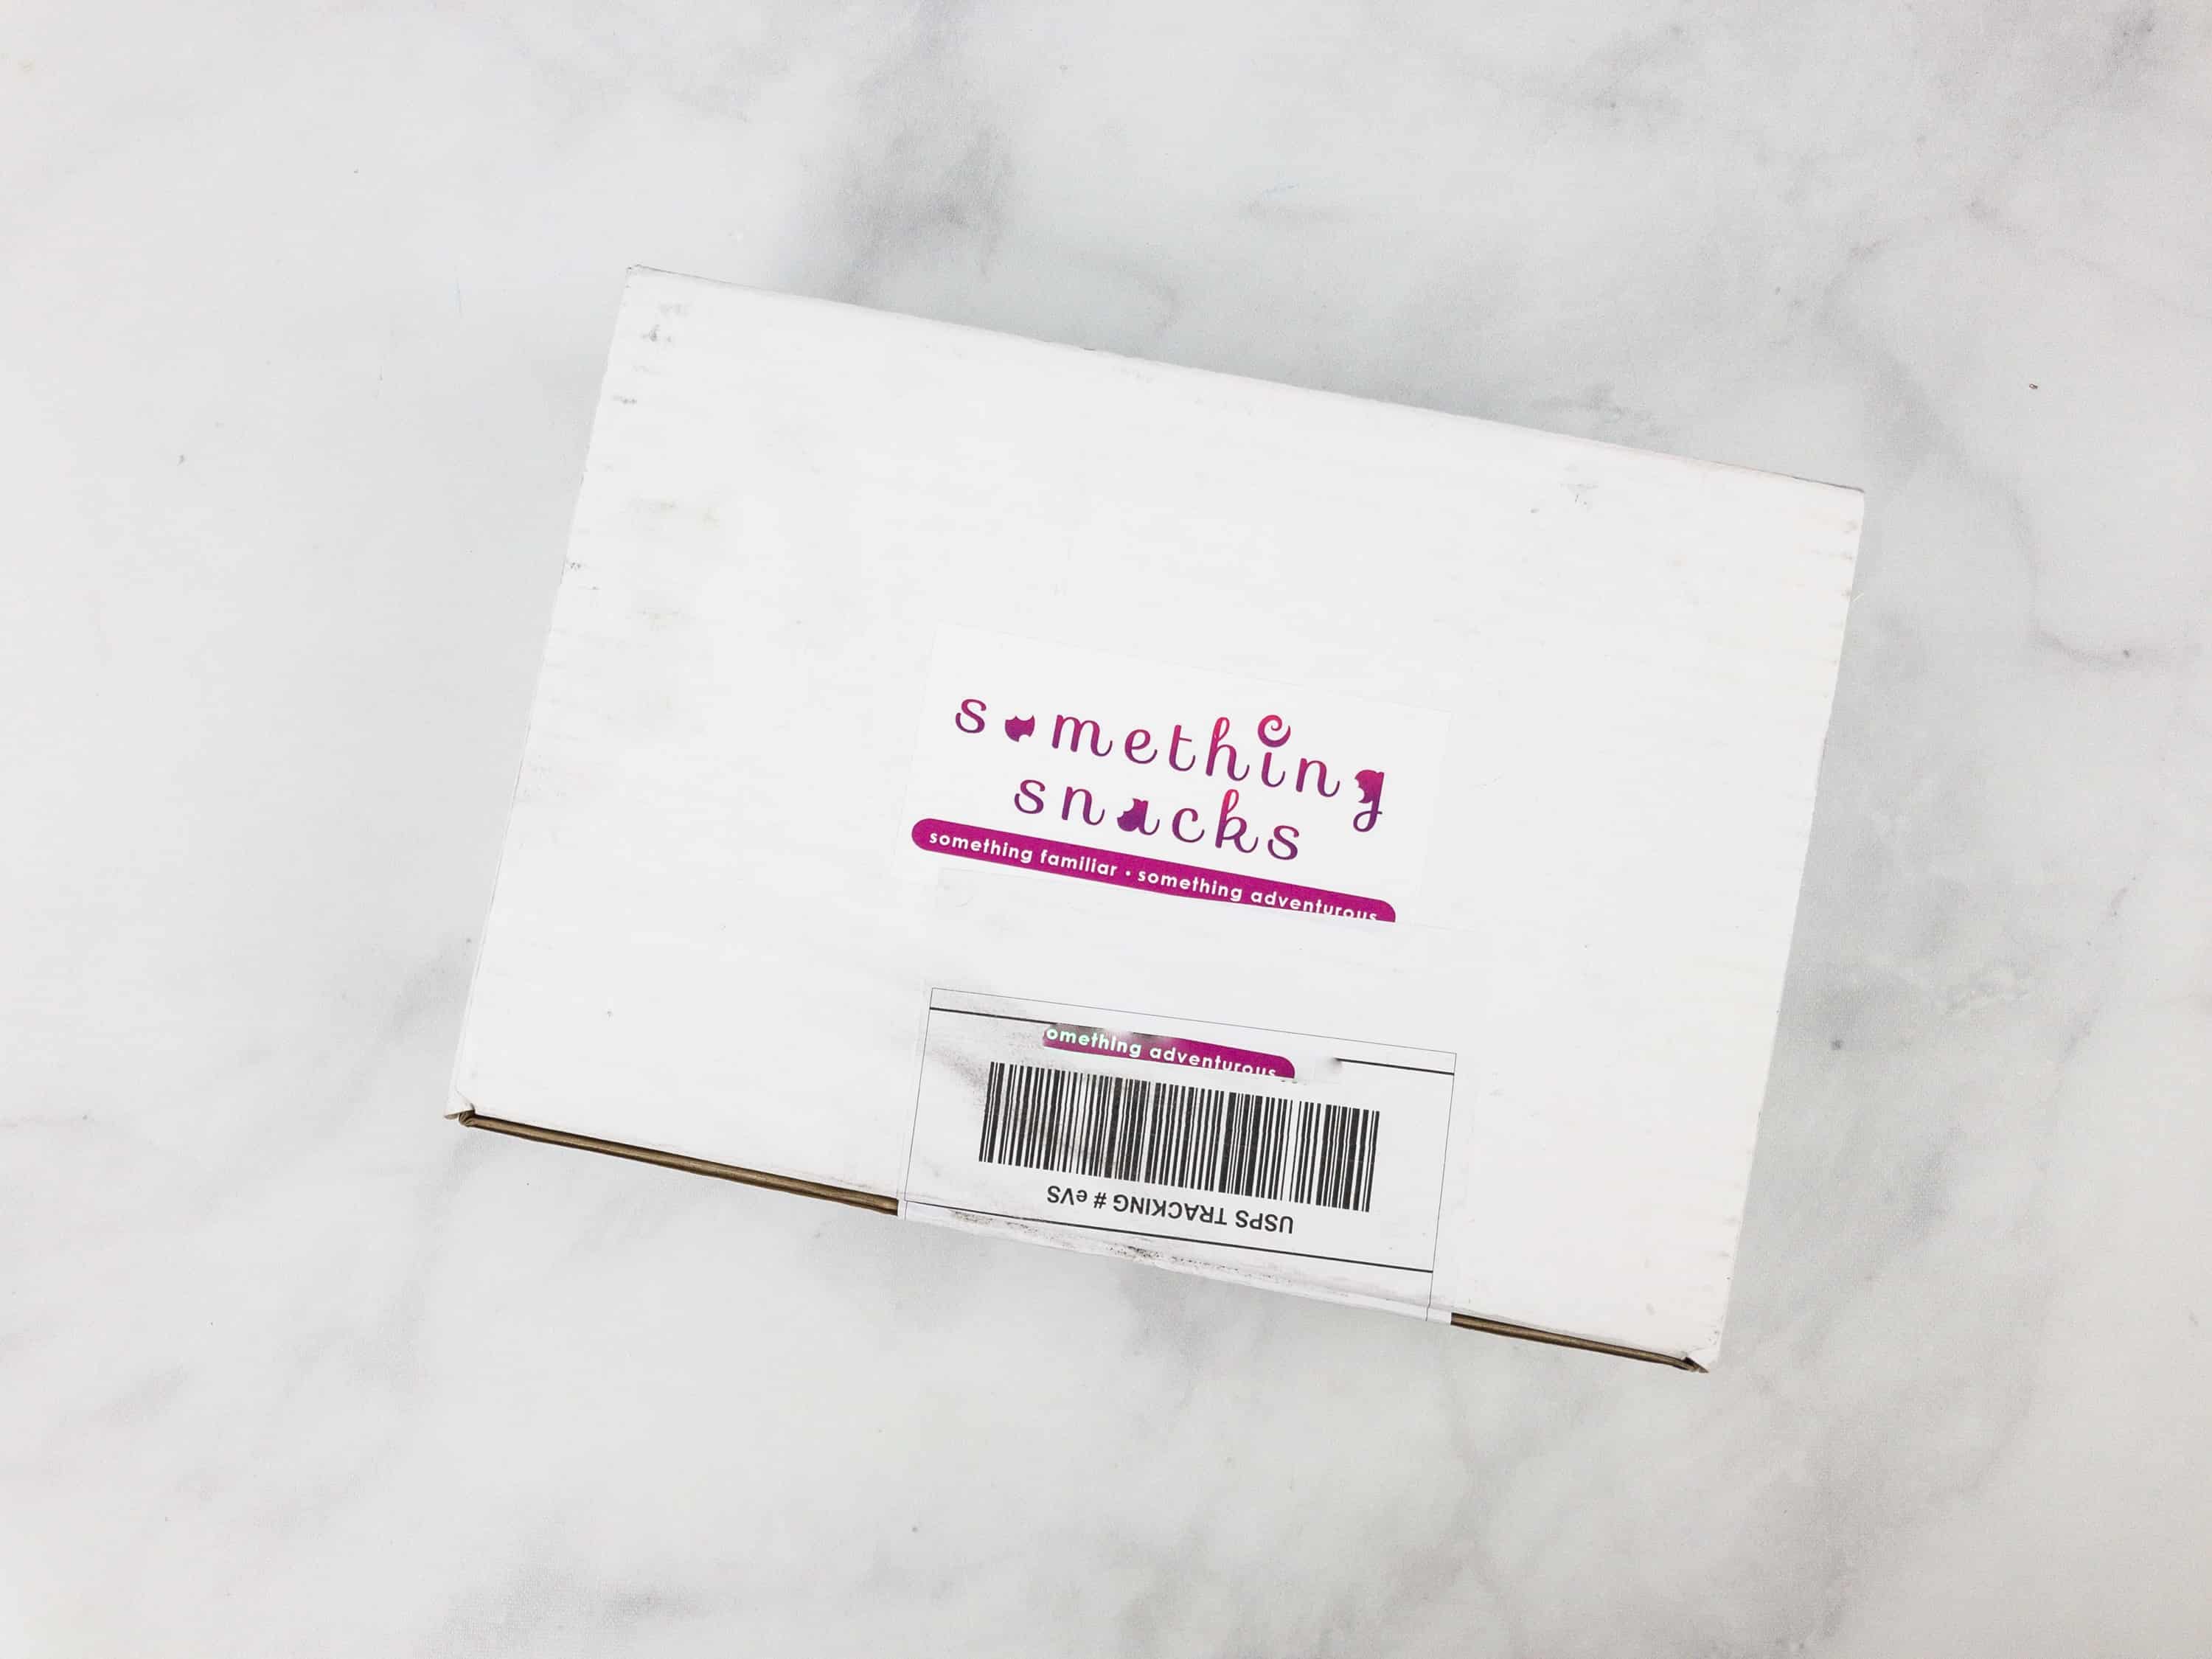 something
snacks
something familiar • something adventurous
omething adventurous
USPS TRACKING # eVS